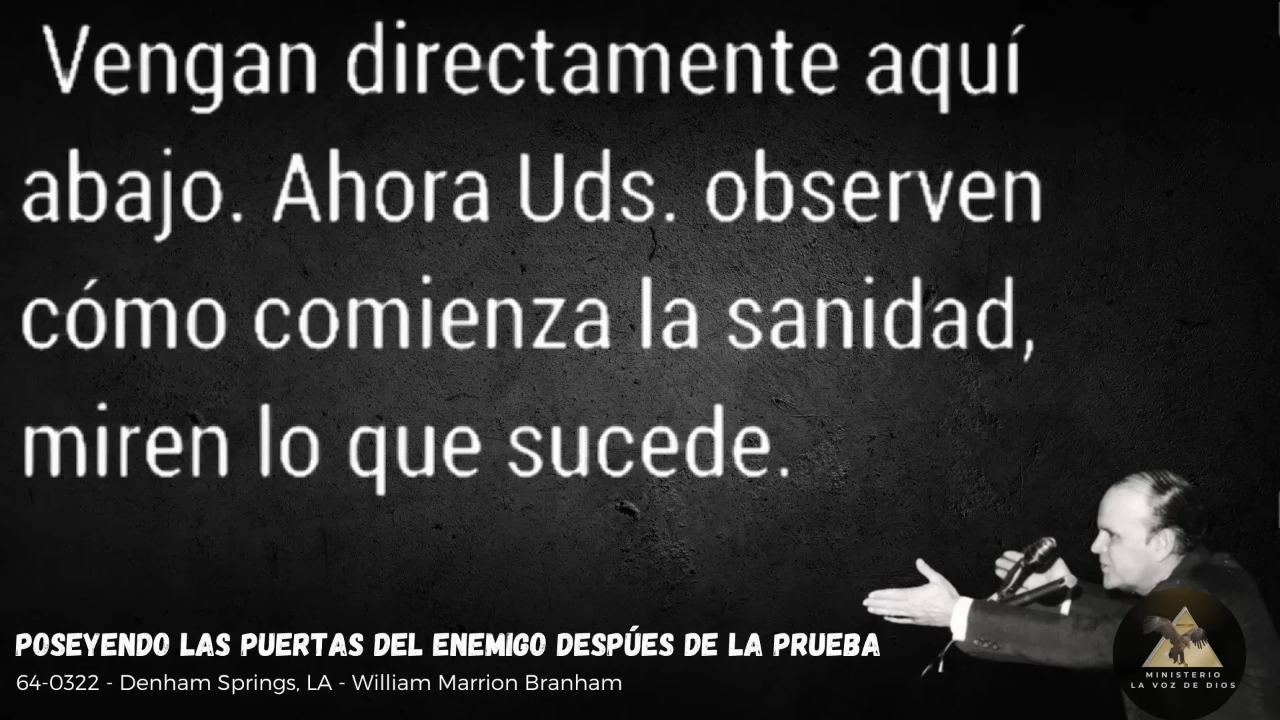 Vengan directamente aquí
abajo. Ahora Uds. observen
cómo comienza la sanidad,
miren lo que sucede.
POSEYENDO LAS PUERTAS DEL ENEMIGO DESPÚES DE LA PRUEBA
64-0322 - Denham Springs, LA - William Marrion Branham
MINISTERIO
LA VOZ DE DIOS